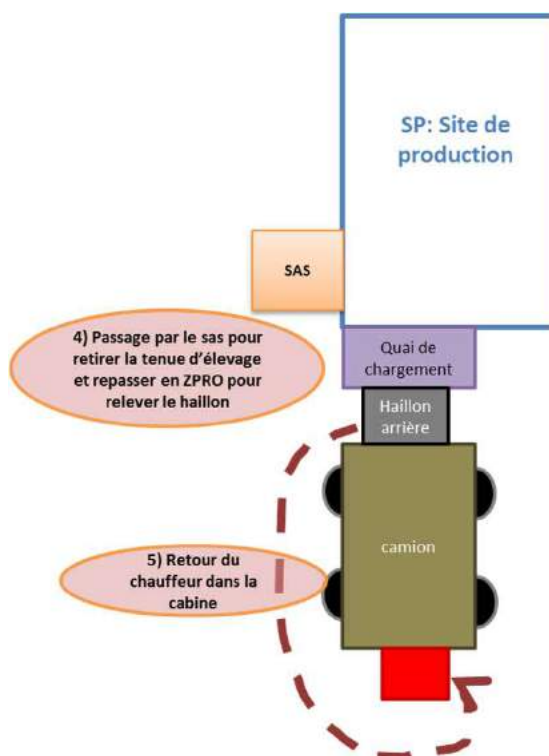 SP: Site de
production
SAS
4) Passage par le sas pour
retirer la tenue d'élevage
et repasser en ZPRO pour
relever le haillon
Quai de
chargement
Haillon
arrière
camion
5) Retour du
chauffeur dans la
cabine